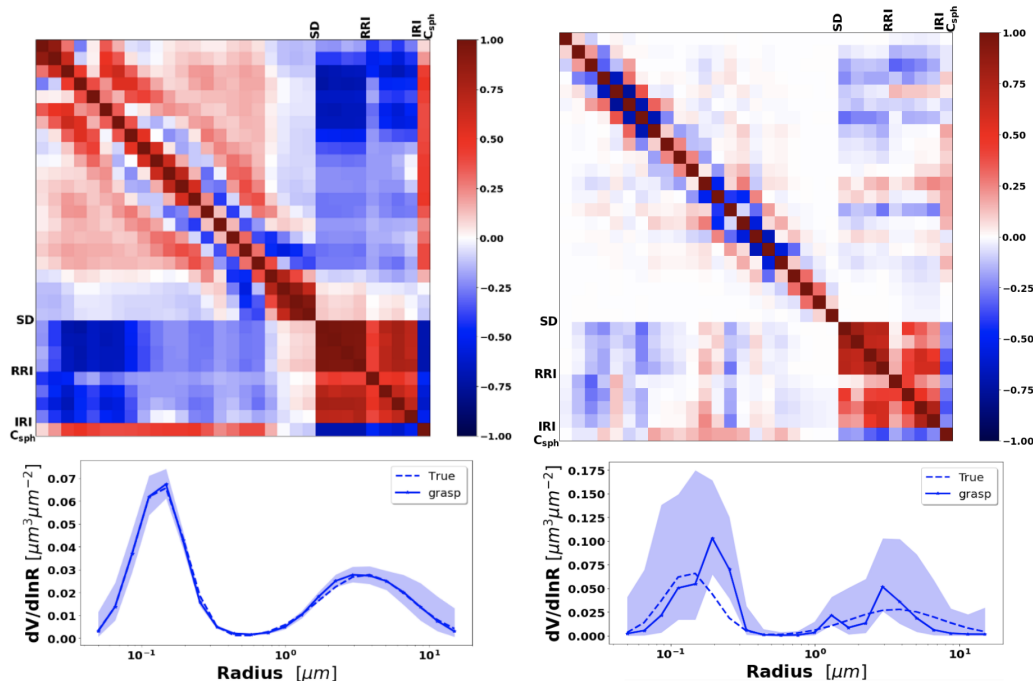 SD RRI IRI Csph
1.00
0.75
0.50
0.25
0.00
−0.25
−0.50
−0.75
−1.00
SD
RRI
IRI
Csph
SD RRI IRI Csph
1.00
0.75
0.50
0.25
0.00
−0.25
−0.50
−0.75
−1.00
SD
RRI
IRI
Csph
dV/dlnR [μm³μm⁻²]
0.07
0.06
0.05
0.04
0.03
0.02
0.01
0.00
True
grasp
10⁻¹ 10⁰ 10¹
Radius [μm]
dV/dlnR [μm³μm⁻²]
0.175
0.150
0.125
0.100
0.075
0.050
0.025
0.000
True
grasp
10⁻¹ 10⁰ 10¹
Radius [μm]